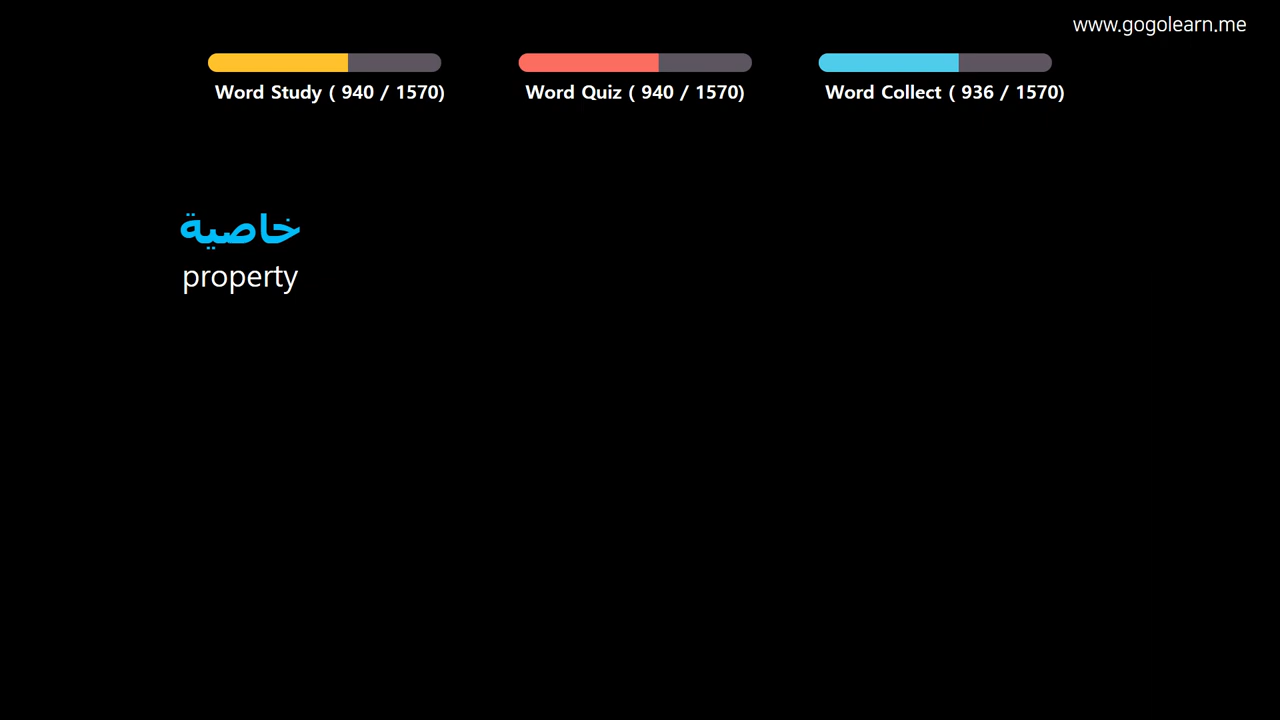 www.gogolearn.me
Word Study ( 940 / 1570)
Word Quiz ( 940 / 1570)
Word Collect ( 936 / 1570)
خاصية
property